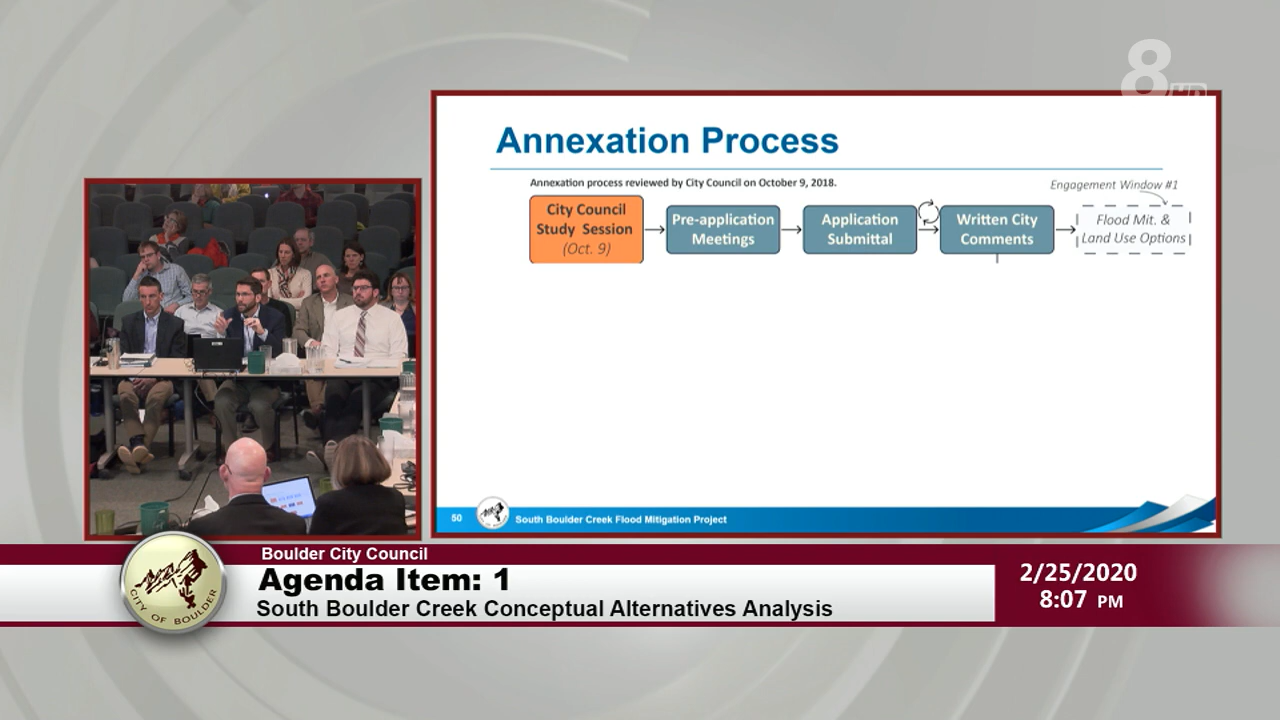 8HD
Annexation Process
Annexation process reviewed by City Council on October 9, 2018.
Engagement Window #1
City Council
Study Session
(Oct. 9)
Pre-application
Meetings
Application
Submittal
Written City
Comments
Flood Mit. &
Land Use Options
50
South Boulder Creek Flood Mitigation Project
Boulder City Council
Agenda Item: 1
South Boulder Creek Conceptual Alternatives Analysis
CITY OF BOULDER
2/25/2020
8:07 PM